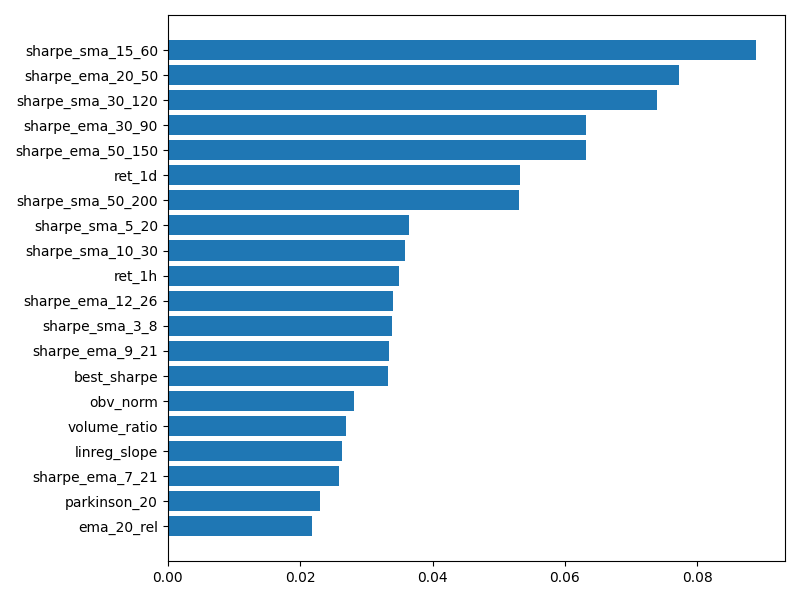 sharpe_sma_15_60
sharpe_ema_20_50
sharpe_sma_30_120
sharpe_ema_30_90
sharpe_ema_50_150
ret_1d
sharpe_sma_50_200
sharpe_sma_5_20
sharpe_sma_10_30
ret_1h
sharpe_ema_12_26
sharpe_sma_3_8
sharpe_ema_9_21
best_sharpe
obv_norm
volume_ratio
linreg_slope
sharpe_ema_7_21
parkinson_20
ema_20_rel
0.00 0.02 0.04 0.06 0.08